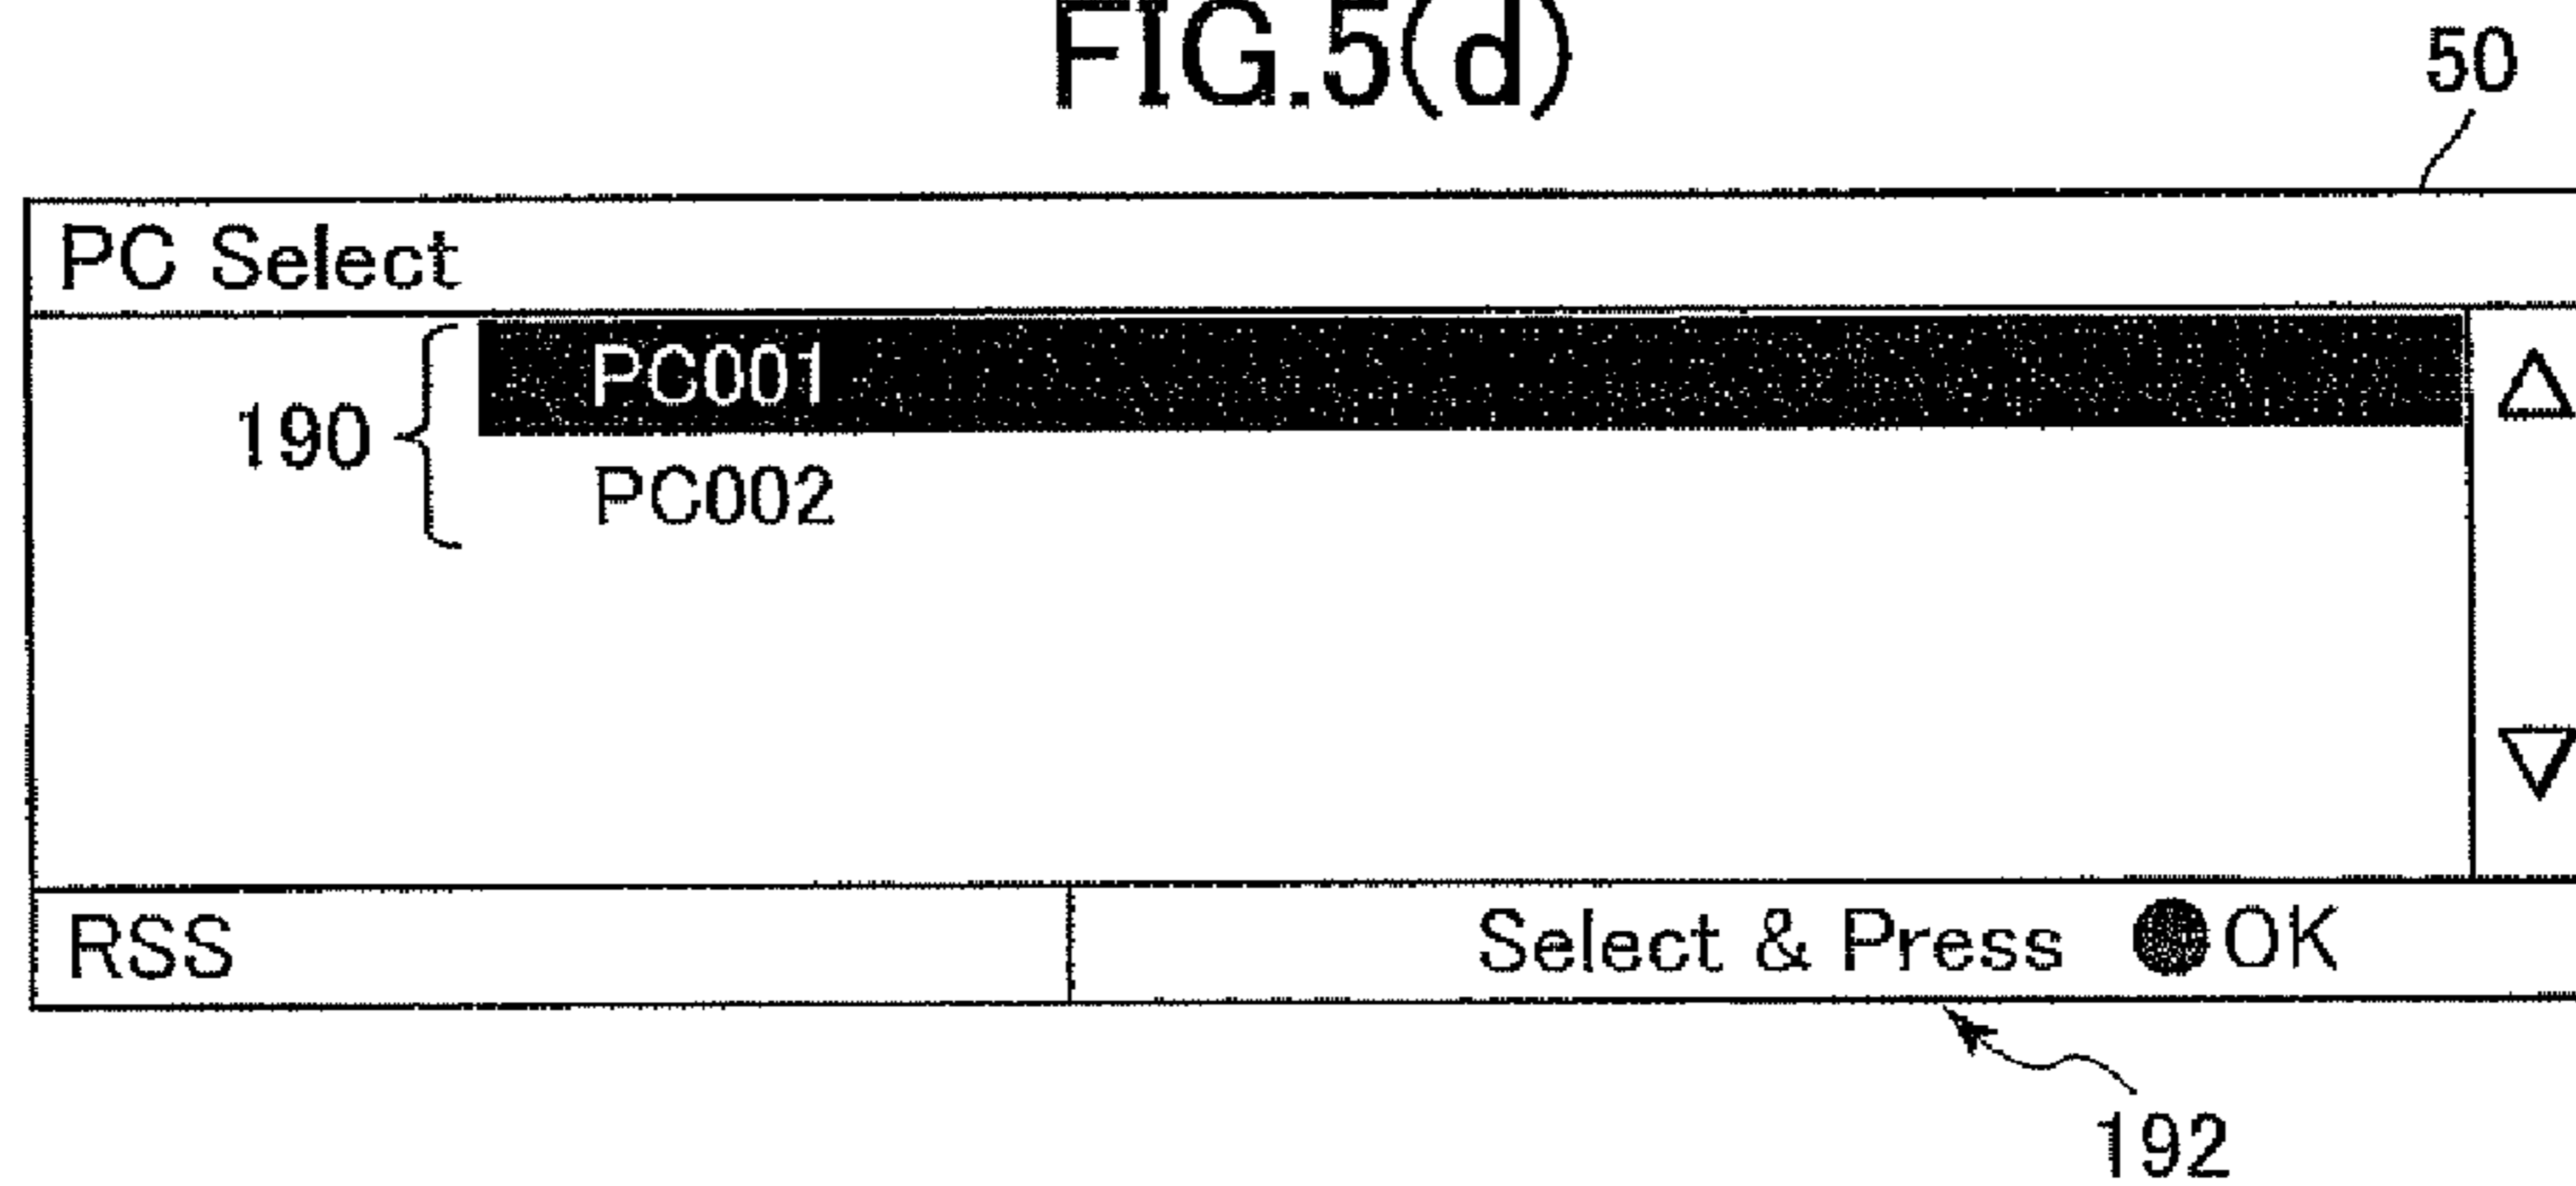 FIG.5(d)
50
PC Select
PC001
190
PC002
RSS
Select & Press ●OK
192